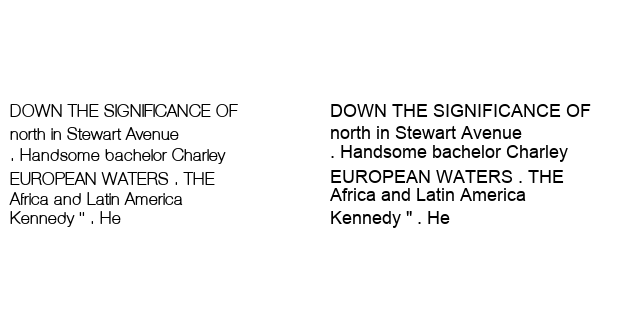 DOWN THE SIGNIFICANCE OF
north in Stewart Avenue
. Handsome bachelor Charley
EUROPEAN WATERS . THE
Africa and Latin America
Kennedy " . He
DOWN THE SIGNIFICANCE OF
north in Stewart Avenue
. Handsome bachelor Charley
EUROPEAN WATERS . THE
Africa and Latin America
Kennedy " . He